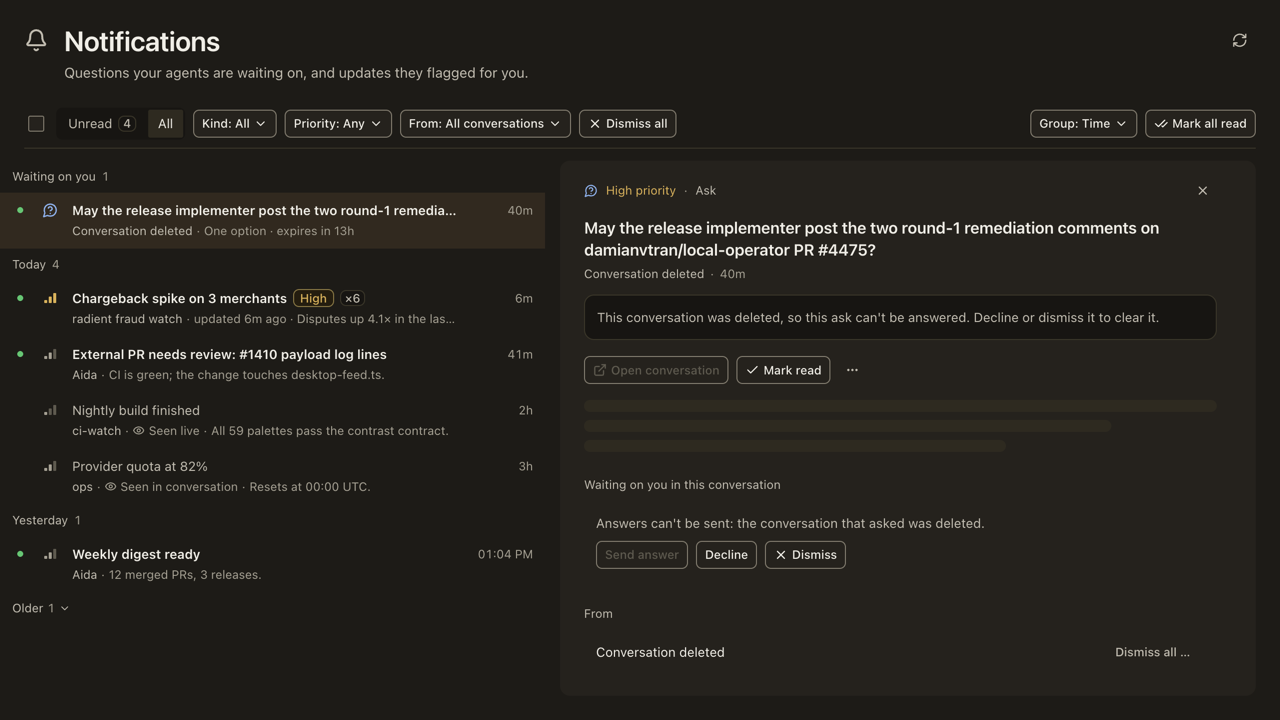 Notifications
Questions your agents are waiting on, and updates they flagged for you.
Unread 4 All Kind: All Priority: Any From: All conversations Dismiss all Group: Time Mark all read
Waiting on you 1
May the release implementer post the two round-1 remedia... 40m
Conversation deleted · One option · expires in 13h
Today 4
Chargeback spike on 3 merchants High ×6 6m
radient fraud watch · updated 6m ago · Disputes up 4.1× in the las...
External PR needs review: #1410 payload log lines 41m
Aida · CI is green; the change touches desktop-feed.ts.
Nightly build finished 2h
ci-watch · Seen live · All 59 palettes pass the contrast contract.
Provider quota at 82% 3h
ops · Seen in conversation · Resets at 00:00 UTC.
Yesterday 1
Weekly digest ready 01:04 PM
Aida · 12 merged PRs, 3 releases.
Older 1
High priority · Ask
May the release implementer post the two round-1 remediation comments on
damianvtran/local-operator PR #4475?
Conversation deleted · 40m
This conversation was deleted, so this ask can't be answered. Decline or dismiss it to clear it.
Open conversation Mark read ...
Waiting on you in this conversation
Answers can't be sent: the conversation that asked was deleted.
Send answer Decline Dismiss
From
Conversation deleted Dismiss all ...